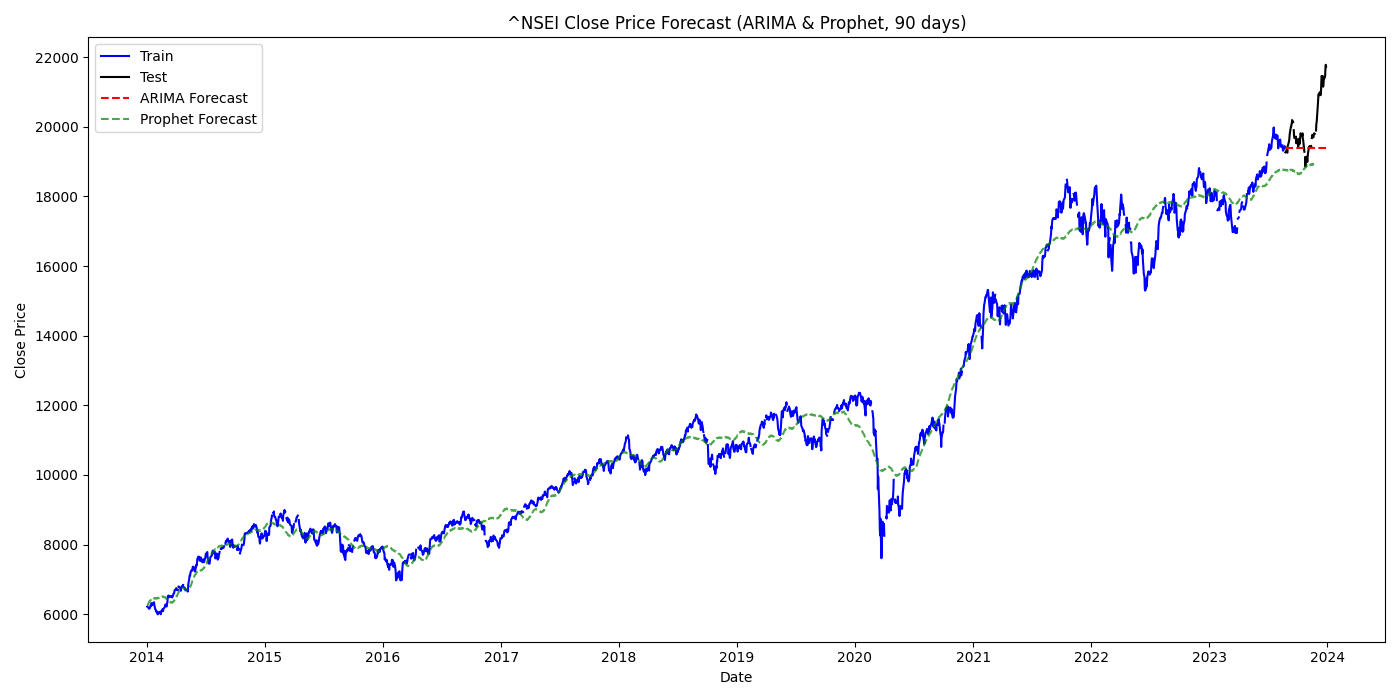 ^NSEI Close Price Forecast (ARIMA & Prophet, 90 days)
Train
Test
ARIMA Forecast
Prophet Forecast
Close Price
22000
20000
18000
16000
14000
12000
10000
8000
6000
2014 2015 2016 2017 2018 2019 2020 2021 2022 2023 2024
Date